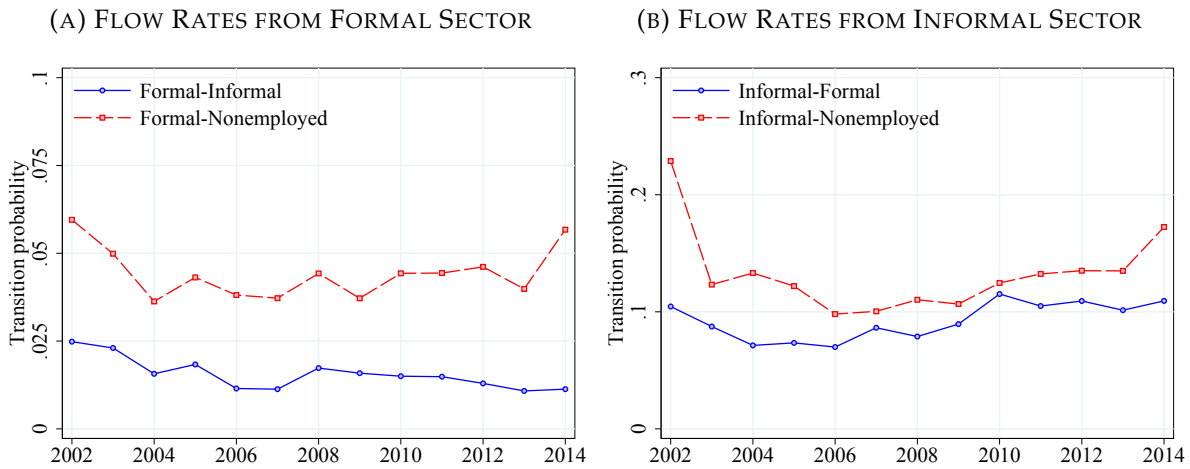 (A) FLOW RATES FROM FORMAL SECTOR
Transition probability
0 .025 .05 .075 .1
Formal-Informal
Formal-Nonemployed
2002 2004 2006 2008 2010 2012 2014
(B) FLOW RATES FROM INFORMAL SECTOR
Transition probability
0 .1 .2 .3
Informal-Formal
Informal-Nonemployed
2002 2004 2006 2008 2010 2012 2014